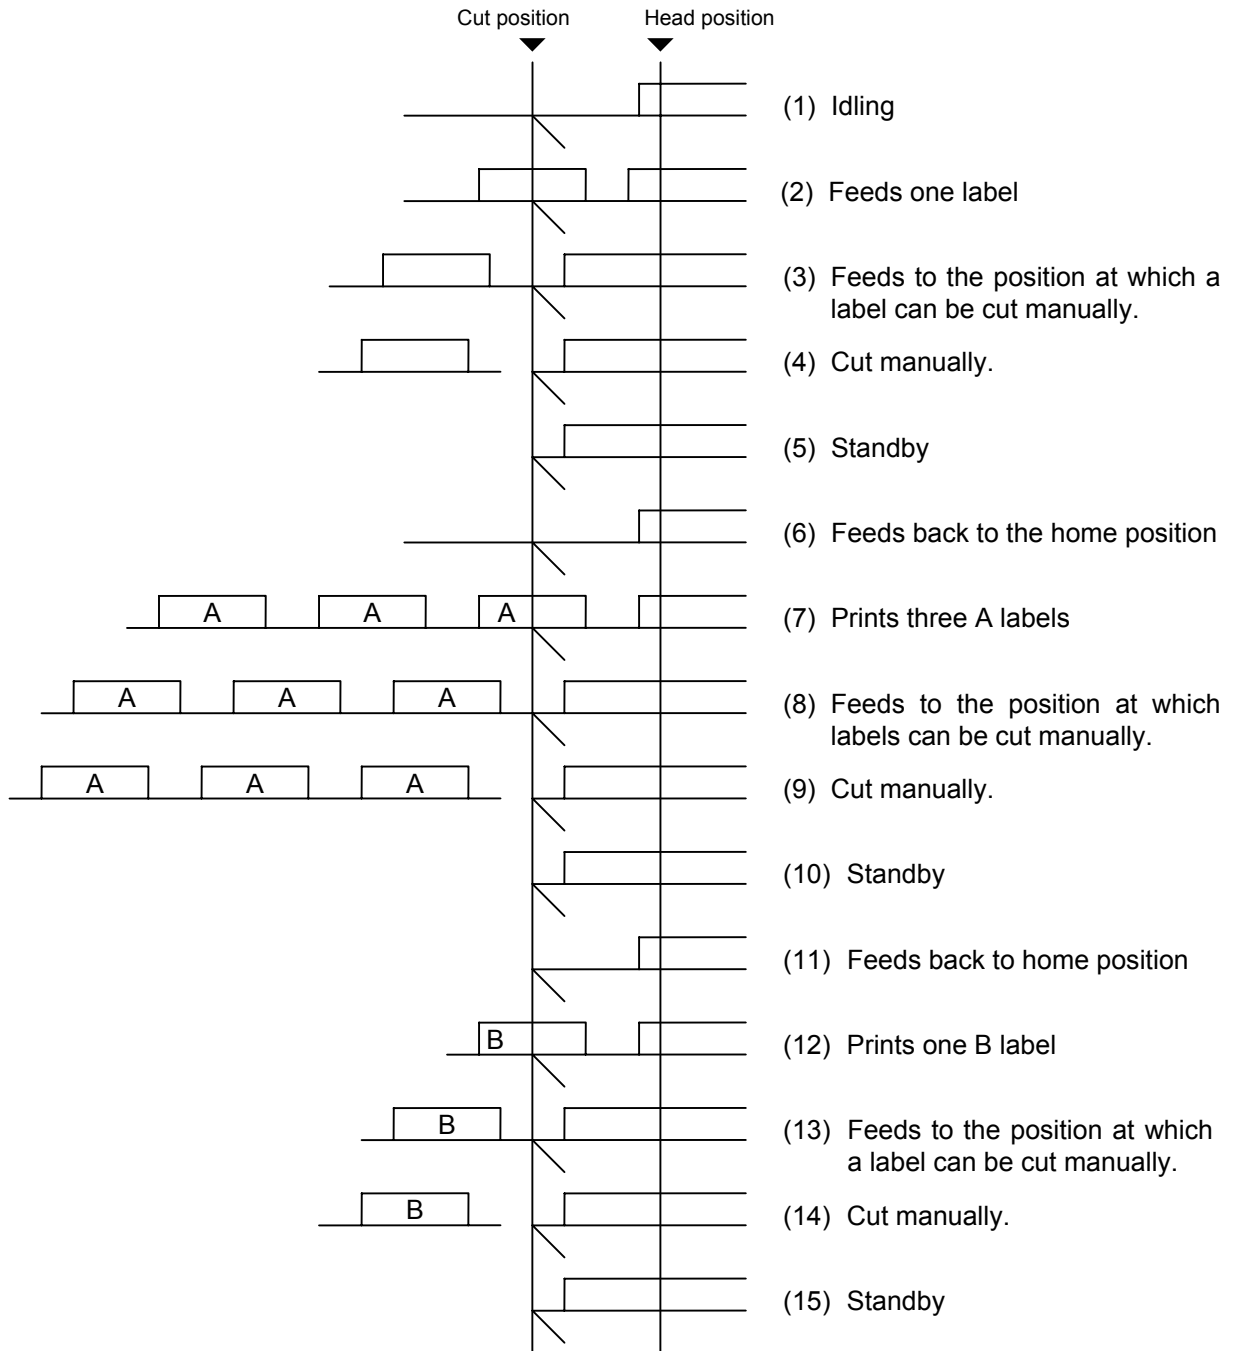 Cut position Head position
(1) Idling
(2) Feeds one label
(3) Feeds to the position at which a
label can be cut manually.
(4) Cut manually.
(5) Standby
(6) Feeds back to the home position
A A A (7) Prints three A labels
A A A (8) Feeds to the position at which
labels can be cut manually.
A A A (9) Cut manually.
(10) Standby
(11) Feeds back to home position
B (12) Prints one B label
B (13) Feeds to the position at which
a label can be cut manually.
B (14) Cut manually.
(15) Standby